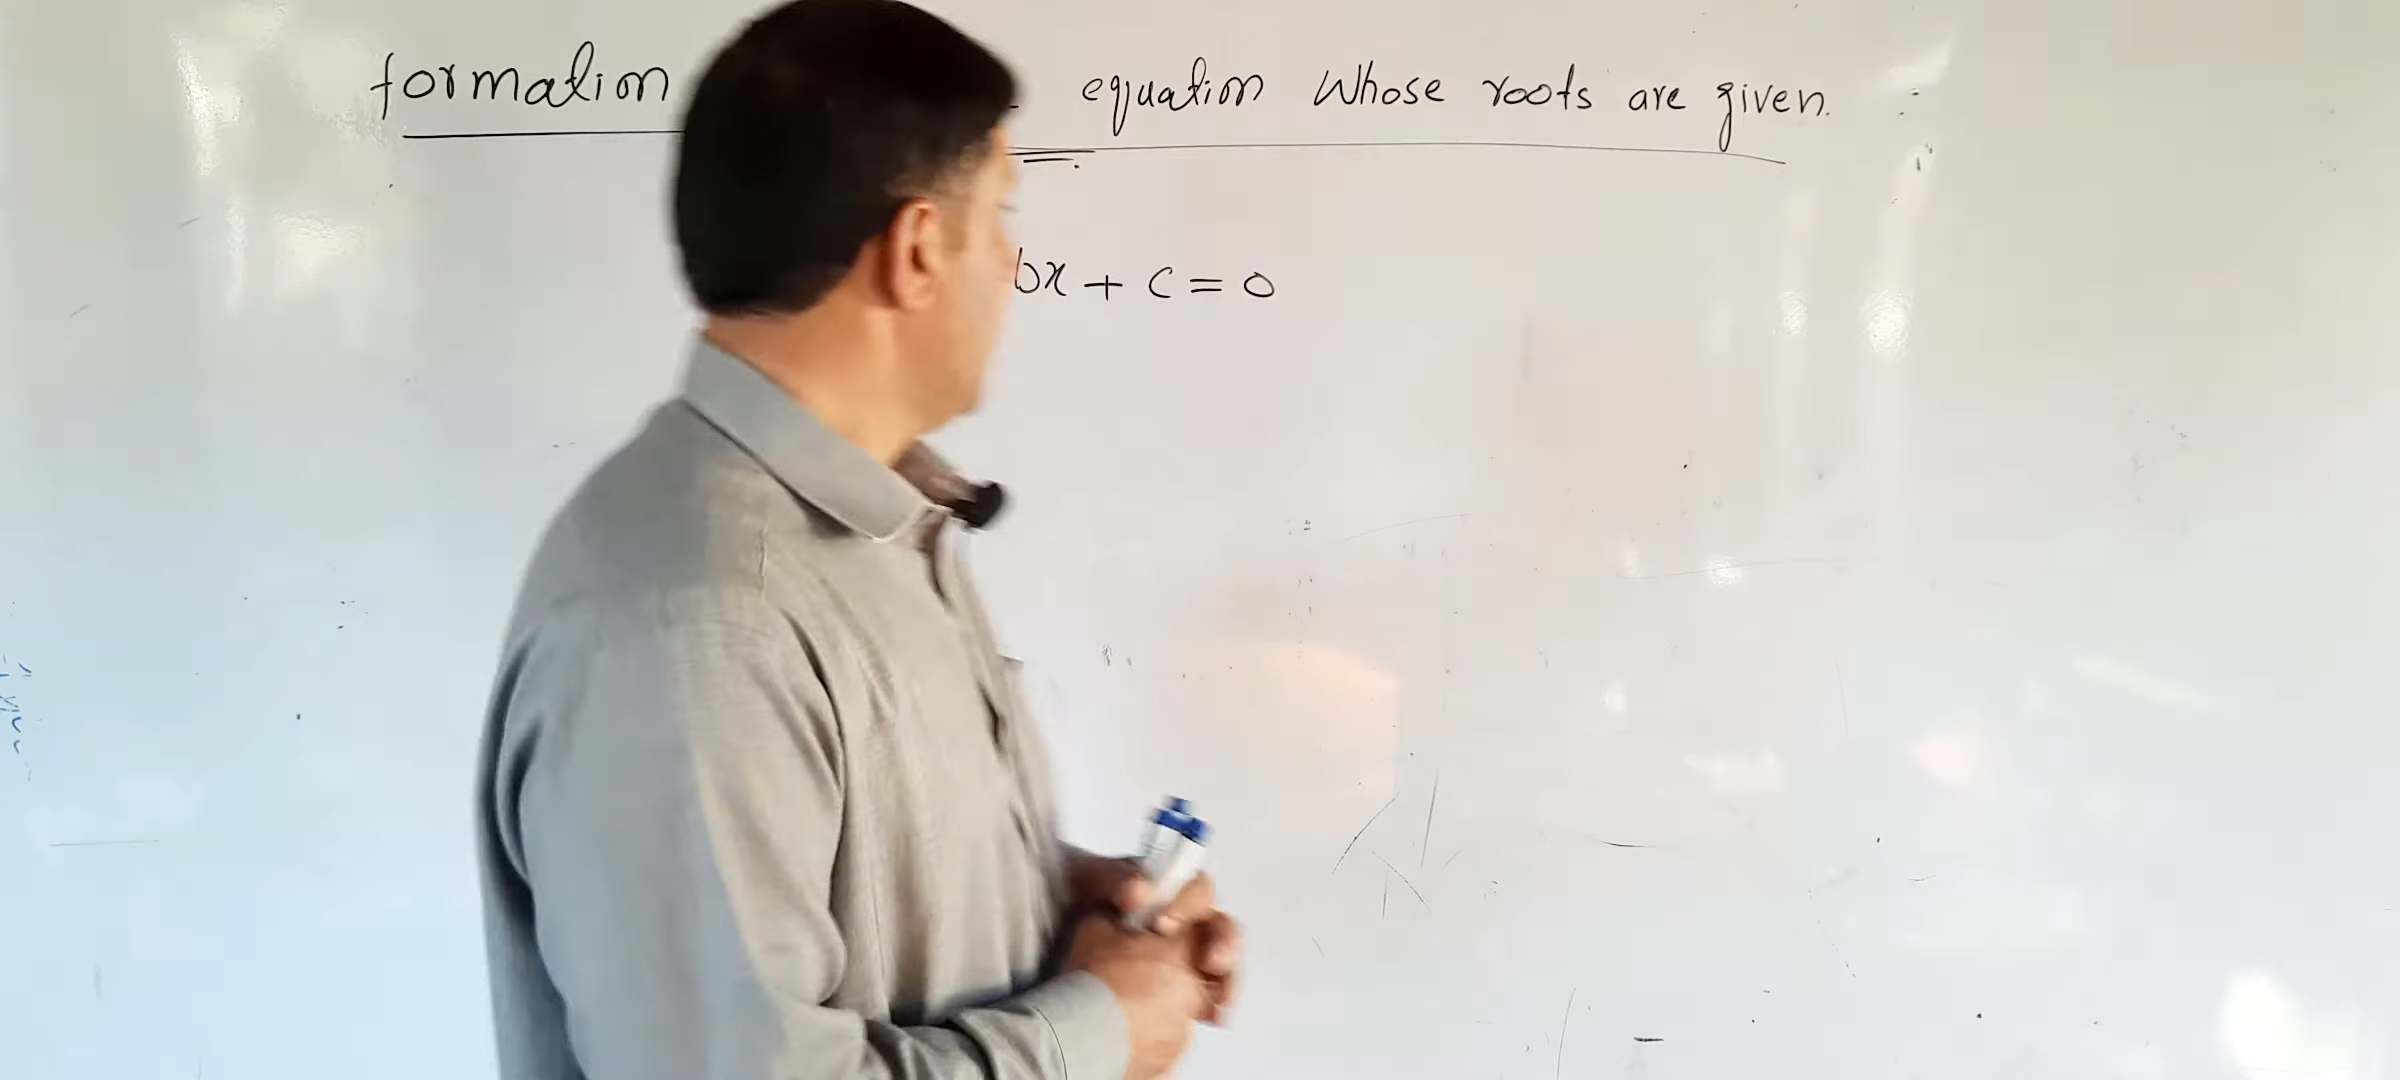 formation equation whose roots are given.
bx + c = 0